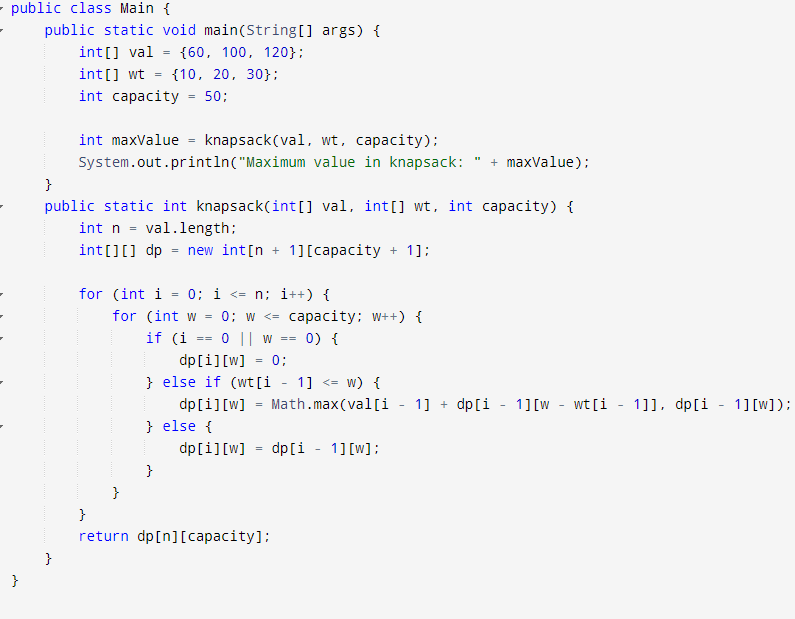 public class Main {
    public static void main(String[] args) {
        int[] val = {60, 100, 120};
        int[] wt = {10, 20, 30};
        int capacity = 50;

        int maxValue = knapsack(val, wt, capacity);
        System.out.println("Maximum value in knapsack: " + maxValue);
    }
    public static int knapsack(int[] val, int[] wt, int capacity) {
        int n = val.length;
        int[][] dp = new int[n + 1][capacity + 1];

        for (int i = 0; i <= n; i++) {
            for (int w = 0; w <= capacity; w++) {
                if (i == 0 || w == 0) {
                    dp[i][w] = 0;
                } else if (wt[i - 1] <= w) {
                    dp[i][w] = Math.max(val[i - 1] + dp[i - 1][w - wt[i - 1]], dp[i - 1][w]);
                } else {
                    dp[i][w] = dp[i - 1][w];
                }
            }
        }
        return dp[n][capacity];
    }
}